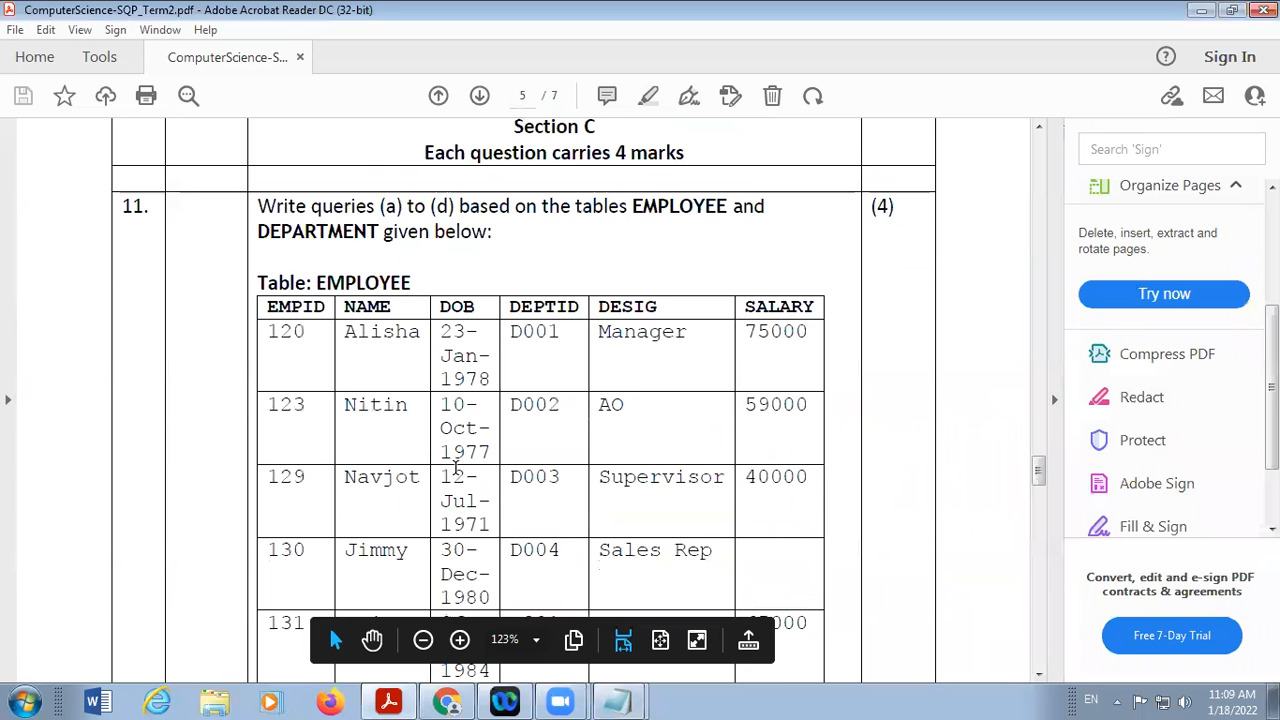 ComputerScience-SQP_Term2.pdf - Adobe Acrobat Reader DC (32-bit)
File Edit View Sign Window Help
Home Tools ComputerScience-S... × Sign In
5 / 7
Section C
Each question carries 4 marks
11. Write queries (a) to (d) based on the tables EMPLOYEE and (4)
DEPARTMENT given below:
Table: EMPLOYEE
EMPID NAME DOB DEPTID DESIG SALARY
120 Alisha 23- D001 Manager 75000
Jan-
1978
123 Nitin 10- D002 AO 59000
Oct-
1977
129 Navjot 12- D003 Supervisor 40000
Jul-
1971
130 Jimmy 30- D004 Sales Rep
Dec-
1980
131
1984
123%
Search 'Sign'
Organize Pages
Delete, insert, extract and
rotate pages.
Try now
Compress PDF
Redact
Protect
Adobe Sign
Fill & Sign
Convert, edit and e-sign PDF
contracts & agreements
Free 7-Day Trial
EN
11:09 AM
1/18/2022